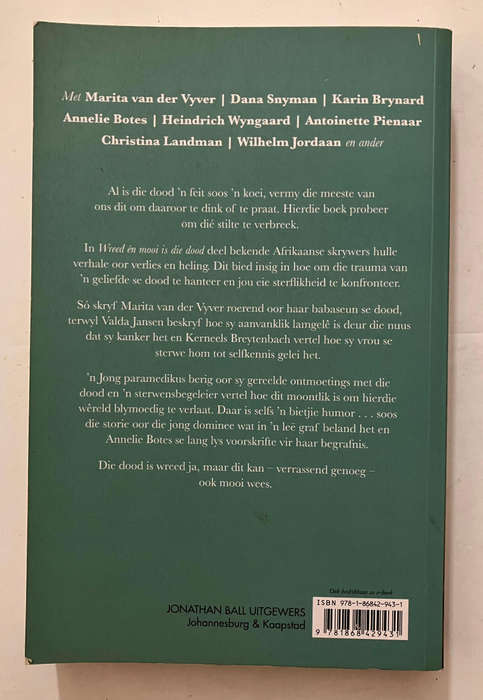 Met Marita van der Vyver | Dana Snyman | Karin Brynard
Annelie Botes | Heindrich Wyngaard | Antoinette Pienaar
Christina Landman | Wilhelm Jordaan en ander
Al is die dood ’n feit soos ’n koei, vermy die meeste van
ons dit om daaroor te dink of te praat. Hierdie boek probeer
om dié stilte te verbreek.
In Wreed én mooi is die dood deel bekende Afrikaanse skrywers hulle
verhale oor verlies en heling. Dit bied insig in hoe om die trauma van
’n geliefde se dood te hanteer en jou eie sterflikheid te konfronteer.
Só skryf Marita van der Vyver roerend oor haar babaseun se dood,
terwyl Valda Jansen beskryf hoe sy aanvanklik lamgelê is deur die nuus
dat sy kanker het en Kerneels Breytenbach vertel hoe sy vrou se
sterwe hom tot selfkennis gelei het.
’n Jong paramedikus berig oor sy gereelde ontmoetings met die
dood en ’n sterwensbegeleier vertel hoe dit moontlik is om hierdie
wêreld blymoedig te verlaat. Daar is selfs ’n bietjie humor . . . soos
die storie oor die jong dominee wat in ’n leë graf beland het en
Annelie Botes se lang lys voorskrifte vir haar begrafnis.
Die dood is wreed ja, maar dit kan – verrassend genoeg –
ook mooi wees.
Ook beskikbaar as e-boek
ISBN 978-1-86842-943-1
9 781868 429431
JONATHAN BALL UITGEWERS
Johannesburg & Kaapstad